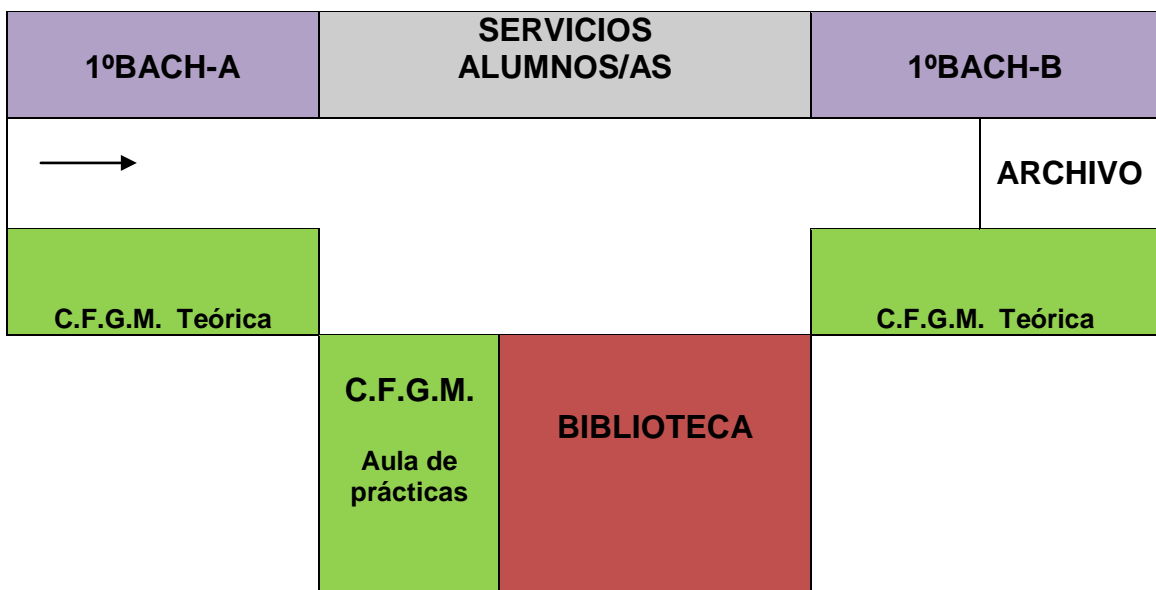 1ºBACH-A
SERVICIOS
ALUMNOS/AS
1ºBACH-B
ARCHIVO
C.F.G.M. Teórica
C.F.G.M. Teórica
C.F.G.M.
Aula de
prácticas
BIBLIOTECA